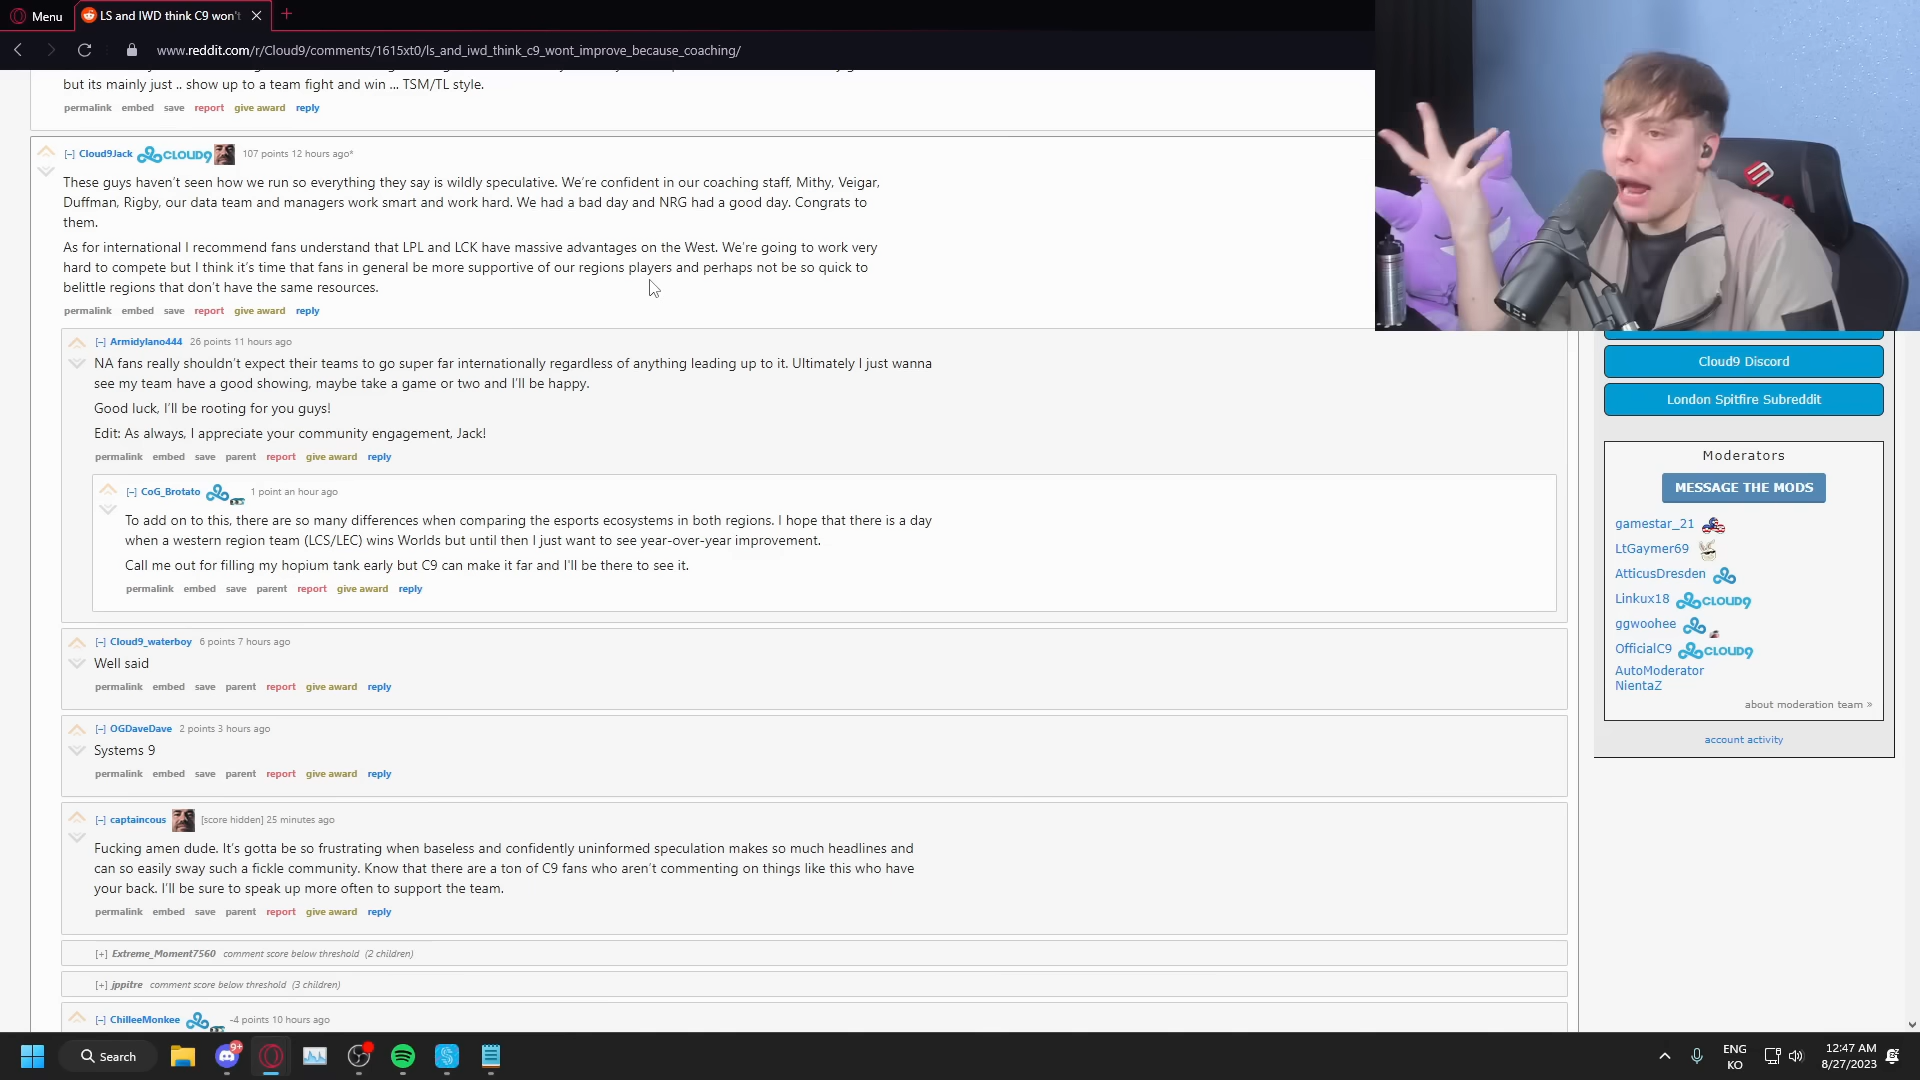 Menu
LS and IWD think C9 won't
www.reddit.com/r/Cloud9/comments/1615xt0/ls_and_iwd_think_c9_wont_improve_because_coaching/
but its mainly just .. show up to a team fight and win ... TSM/TL style.
permalink embed save report give award reply
[–] Cloud9Jack CLOUD9 107 points 12 hours ago*
These guys haven't seen how we run so everything they say is wildly speculative. We're confident in our coaching staff, Mithy, Veigar,
Duffman, Rigby, our data team and managers work smart and work hard. We had a bad day and NRG had a good day. Congrats to
them.
As for international I recommend fans understand that LPL and LCK have massive advantages on the West. We're going to work very
hard to compete but I think it's time that fans in general be more supportive of our regions players and perhaps not be so quick to
belittle regions that don't have the same resources.
permalink embed save report give award reply
[–] Armidylano444 26 points 11 hours ago
NA fans really shouldn't expect their teams to go super far internationally regardless of anything leading up to it. Ultimately I just wanna
see my team have a good showing, maybe take a game or two and I'll be happy.
Good luck, I'll be rooting for you guys!
Edit: As always, I appreciate your community engagement, Jack!
permalink embed save parent report give award reply
[–] CoG_Brotato 1 point an hour ago
To add on to this, there are so many differences when comparing the esports ecosystems in both regions. I hope that there is a day
when a western region team (LCS/LEC) wins Worlds but until then I just want to see year-over-year improvement.
Call me out for filling my hopium tank early but C9 can make it far and I'll be there to see it.
permalink embed save parent report give award reply
[–] Cloud9_waterboy 6 points 7 hours ago
Well said
permalink embed save parent report give award reply
[–] OGDaveDave 2 points 3 hours ago
Systems 9
permalink embed save parent report give award reply
[–] captaincous [score hidden] 25 minutes ago
Fucking amen dude. It's gotta be so frustrating when baseless and confidently uninformed speculation makes so much headlines and
can so easily sway such a fickle community. Know that there are a ton of C9 fans who aren't commenting on things like this who have
your back. I'll be sure to speak up more often to support the team.
permalink embed save parent report give award reply
[+] Extreme_Moment7560 comment score below threshold (2 children)
[+] jppitre comment score below threshold (3 children)
[–] ChilleeMonkee -4 points 10 hours ago
Cloud9 Discord
London Spitfire Subreddit
Moderators
MESSAGE THE MODS
gamestar_21
LtGaymer69
AtticusDresden
Linkux18 CLOUD9
ggwoohee
OfficialC9 CLOUD9
AutoModerator
NientaZ
about moderation team »
account activity
Search
9+
ENG
KO
12:47 AM
8/27/2023